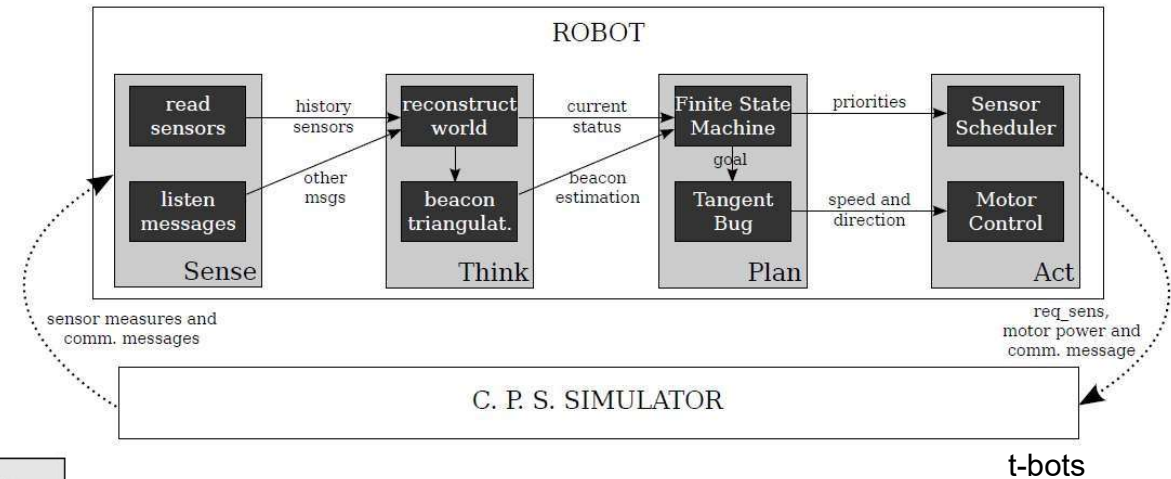 ROBOT
read
sensors
listen
messages
Sense
history
sensors
other
msgs
reconstruct
world
beacon
triangulat.
Think
current
status
beacon
estimation
Finite State
Machine
goal
Tangent
Bug
Plan
priorities
speed and
direction
Sensor
Scheduler
Motor
Control
Act
sensor measures and
comm. messages
req_sens,
motor power and
comm. message
C. P. S. SIMULATOR
t-bots